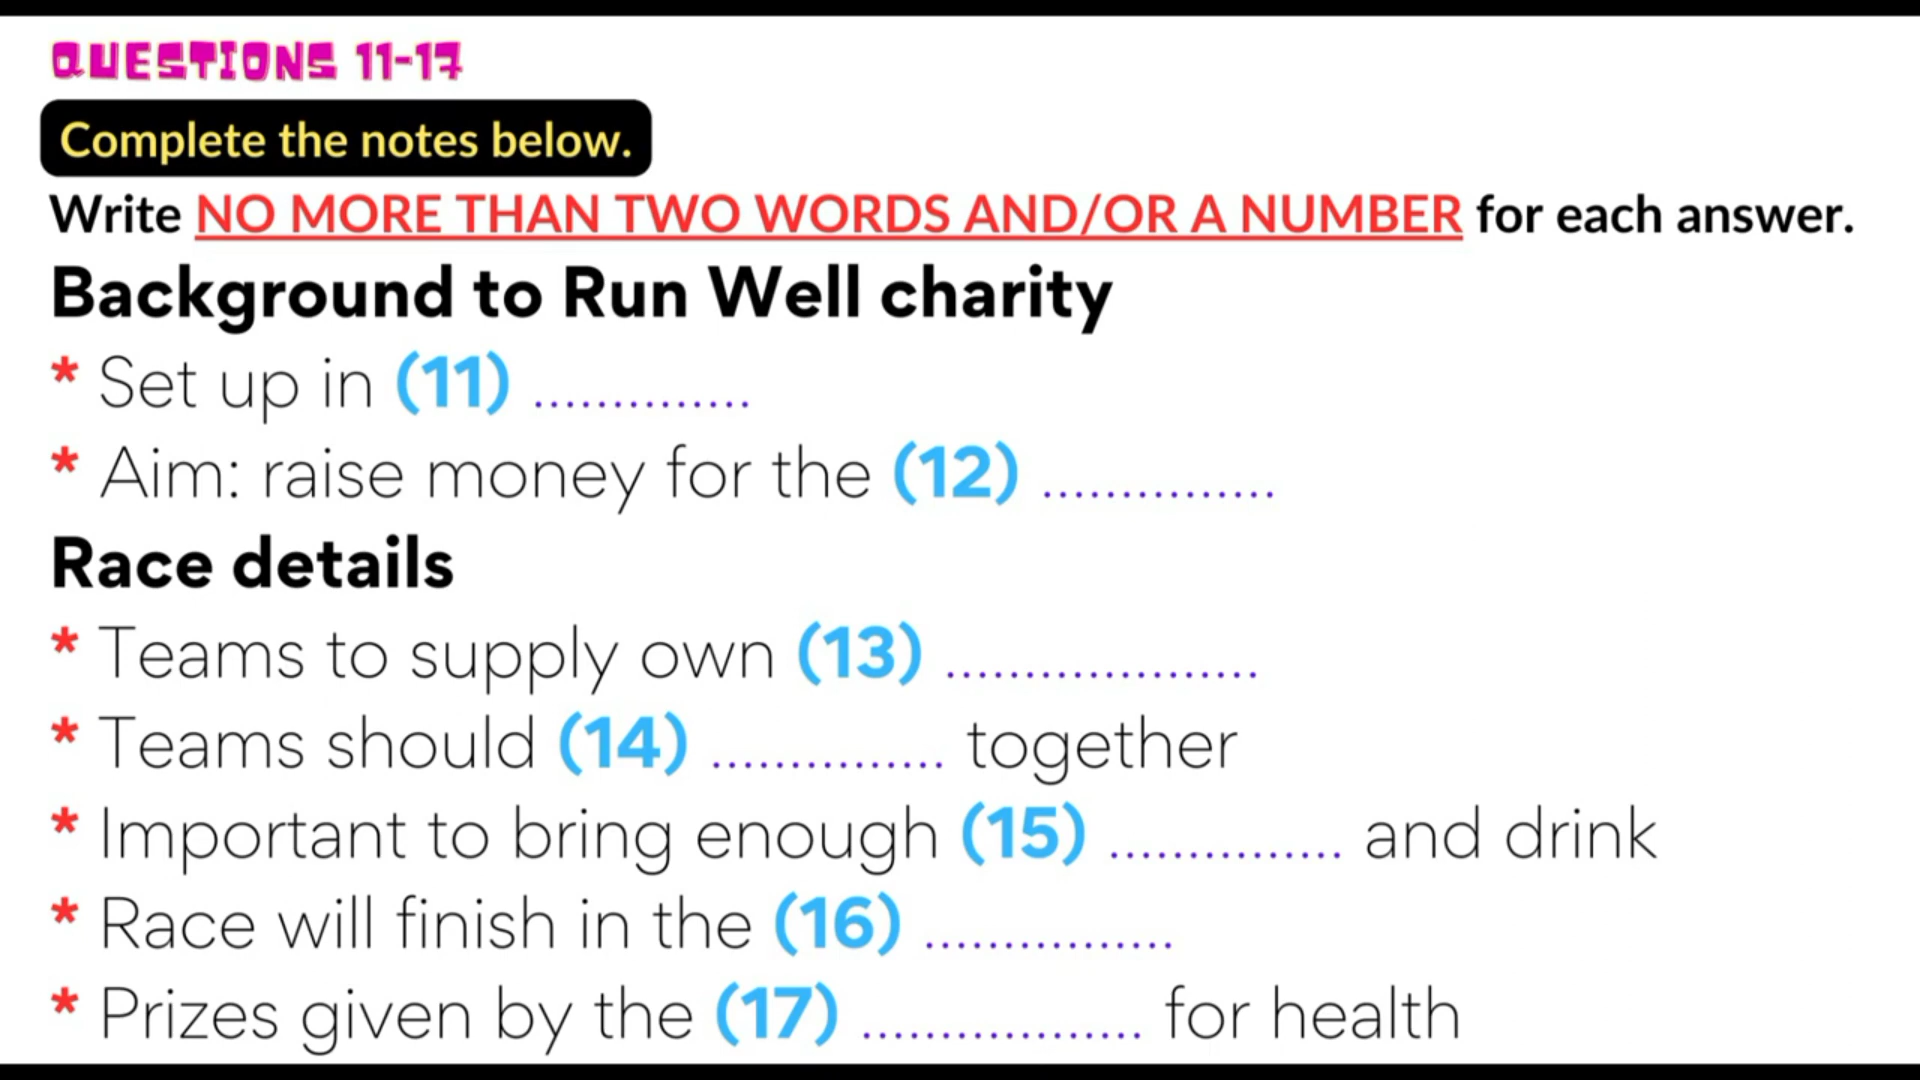 QUESTIONS 11-17
Complete the notes below.
Write NO MORE THAN TWO WORDS AND/OR A NUMBER for each answer.
Background to Run Well charity
* Set up in (11) ..............
* Aim: raise money for the (12) ...............
Race details
* Teams to supply own (13) ....................
* Teams should (14) ............... together
* Important to bring enough (15) ............... and drink
* Race will finish in the (16) ................
* Prizes given by the (17) .................. for health